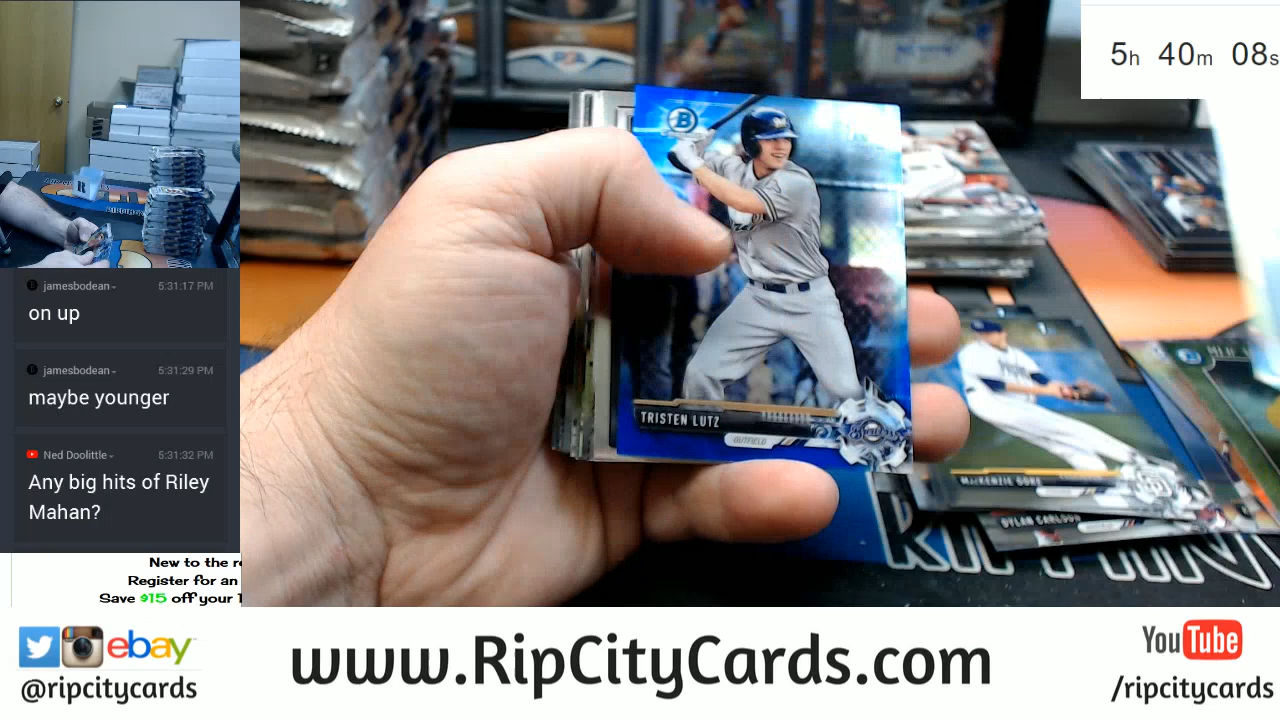 5h 40m 08s
jamesbodean
5:31:17 PM
on up
jamesbodean
5:31:29 PM
maybe younger
Ned Doolittle
5:31:32 PM
Any big hits of Riley
Mahan?
New to the
Register for an
Save $15 off your
B
TRISTEN LUTZ
OUTFIELD
Brewers
MACKENZIE GORE
DYLAN CARLSON
ebay
@ripcitycards
www.RipCityCards.com
YouTube
/ripcitycards